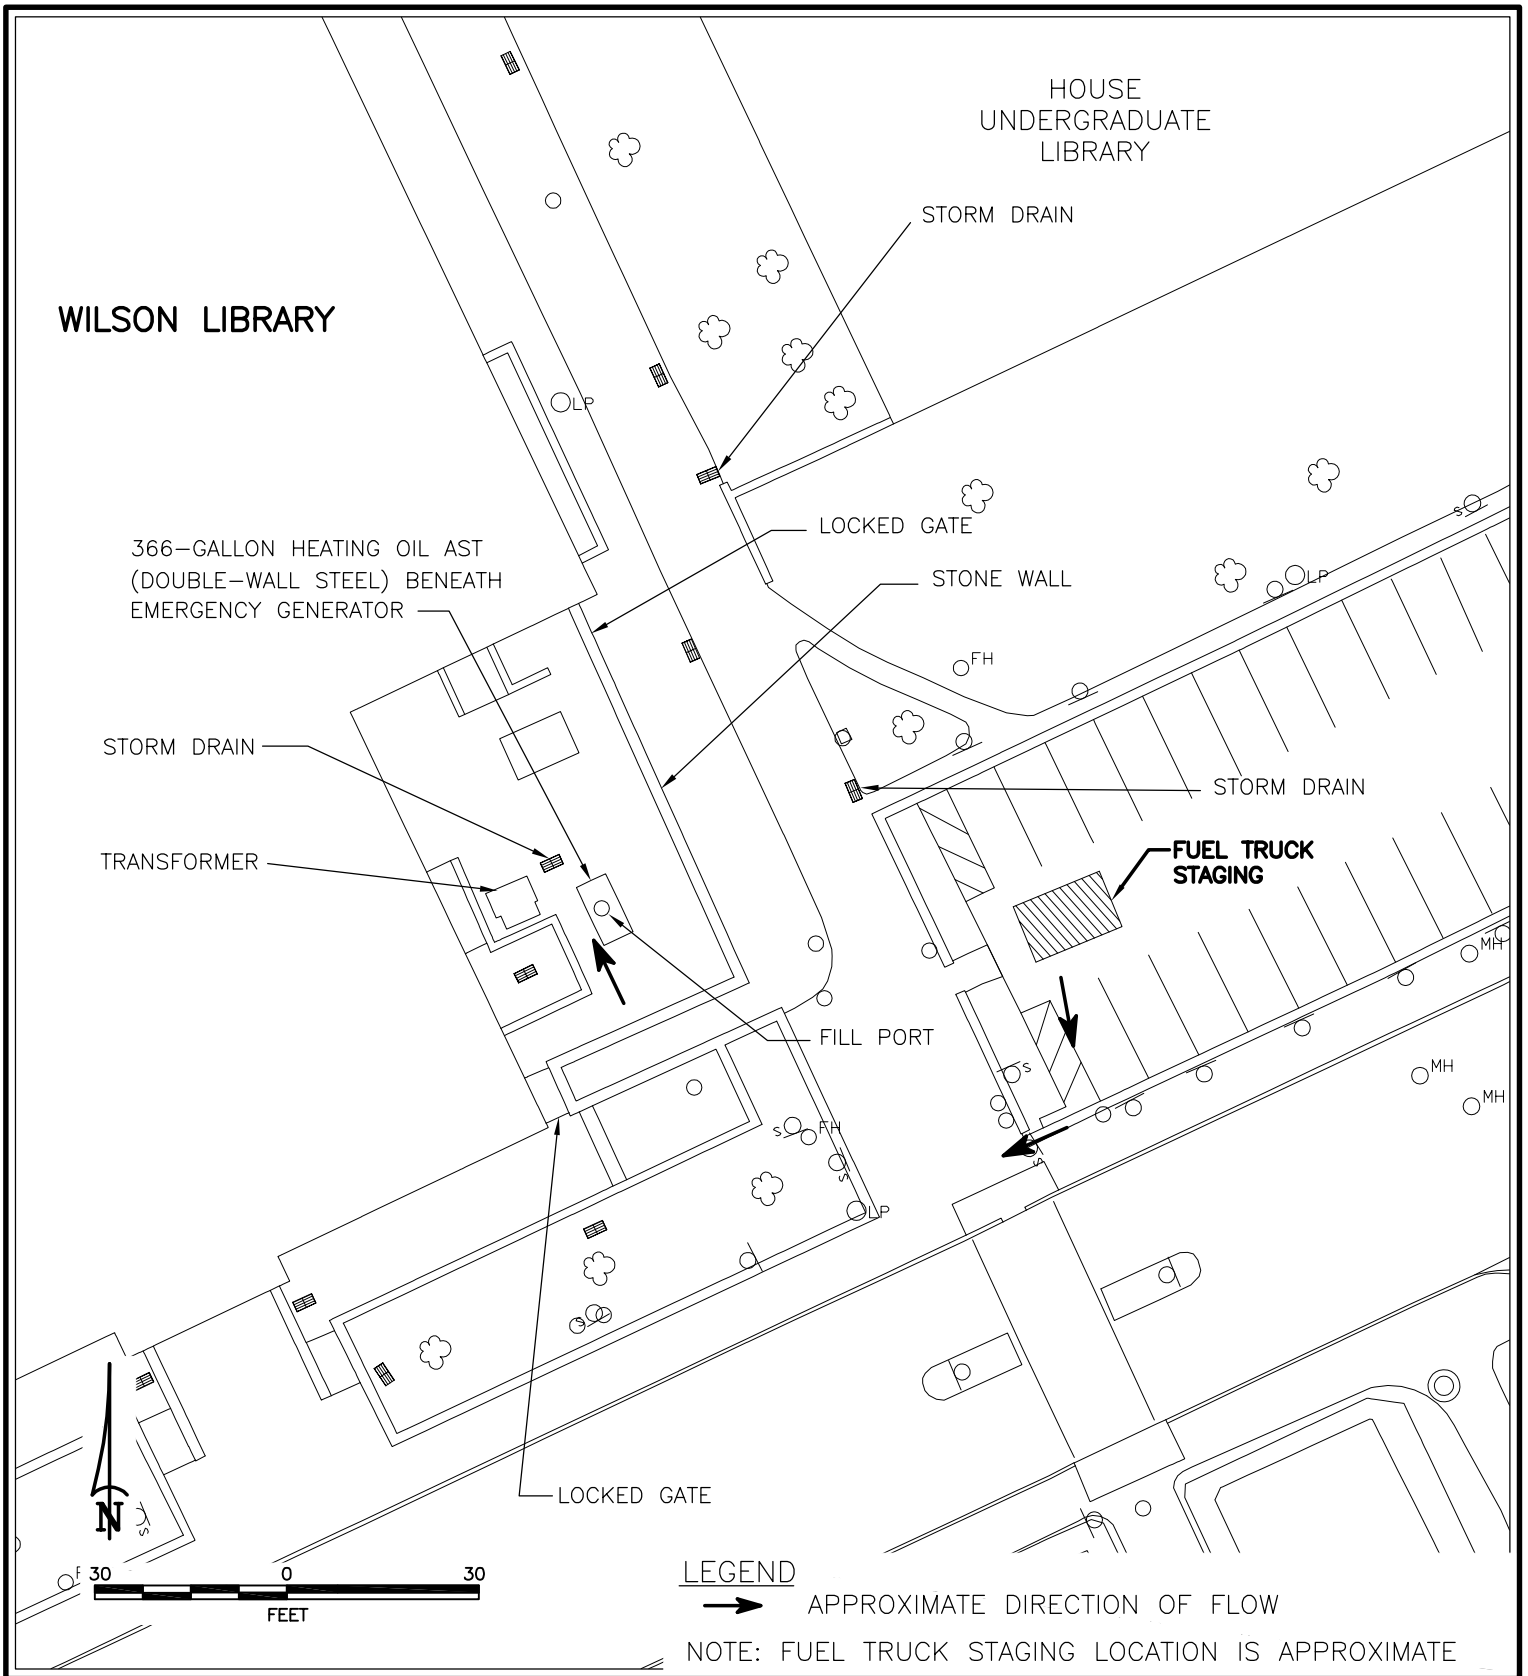 HOUSE
UNDERGRADUATE
LIBRARY
STORM DRAIN
WILSON LIBRARY
LP
S
LOCKED GATE
366-GALLON HEATING OIL AST
(DOUBLE-WALL STEEL) BENEATH
EMERGENCY GENERATOR
STONE WALL
LP
FH
STORM DRAIN
STORM DRAIN
TRANSFORMER
FUEL TRUCK
STAGING
MH
FILL PORT
S
MH
MH
S
FH
S
S
LP
S
LOCKED GATE
N
S
30 0 30
FEET
LEGEND
APPROXIMATE DIRECTION OF FLOW
NOTE: FUEL TRUCK STAGING LOCATION IS APPROXIMATE